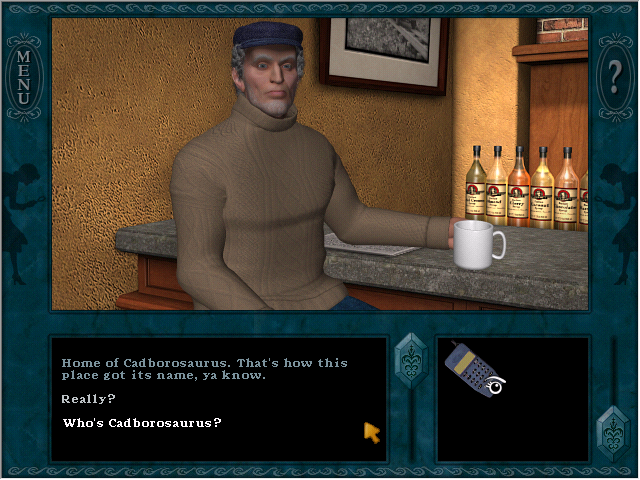 MENU
?
Home of Cadborosaurus. That's how this
place got its name, ya know.
Really?
Who's Cadborosaurus?